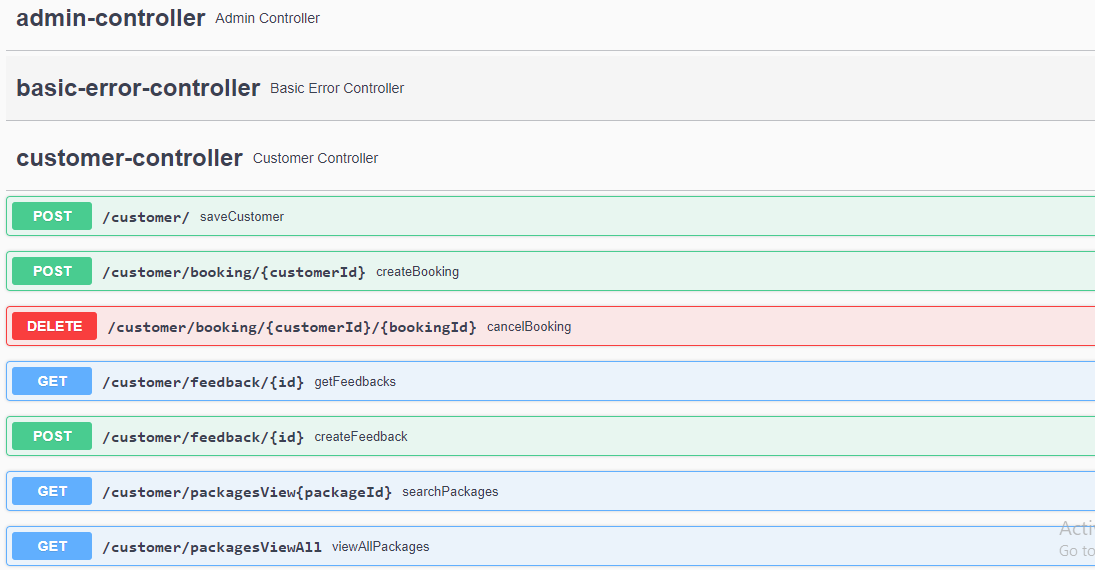 admin-controller Admin Controller
basic-error-controller Basic Error Controller
customer-controller Customer Controller
POST /customer/ saveCustomer
POST /customer/booking/{customerId} createBooking
DELETE /customer/booking/{customerId}/{bookingId} cancelBooking
GET /customer/feedback/{id} getFeedbacks
POST /customer/feedback/{id} createFeedback
GET /customer/packagesView{packageId} searchPackages
GET /customer/packagesViewAll viewAllPackages
Acti
Go to